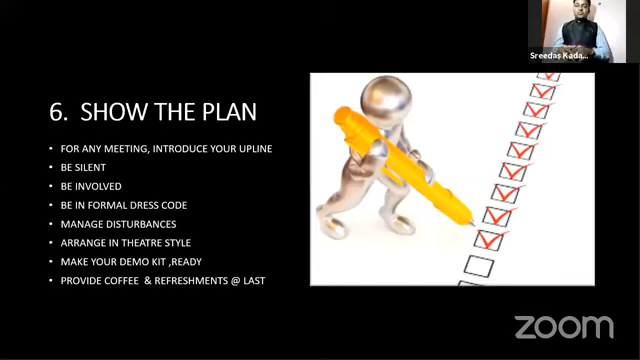 Sreedas Kada...
6. SHOW THE PLAN
• FOR ANY MEETING, INTRODUCE YOUR UPLINE
• BE SILENT
• BE INVOLVED
• BE IN FORMAL DRESS CODE
• MANAGE DISTURBANCES
• ARRANGE IN THEATRE STYLE
• MAKE YOUR DEMO KIT ,READY
• PROVIDE COFFEE & REFRESHMENTS @ LAST
zoom